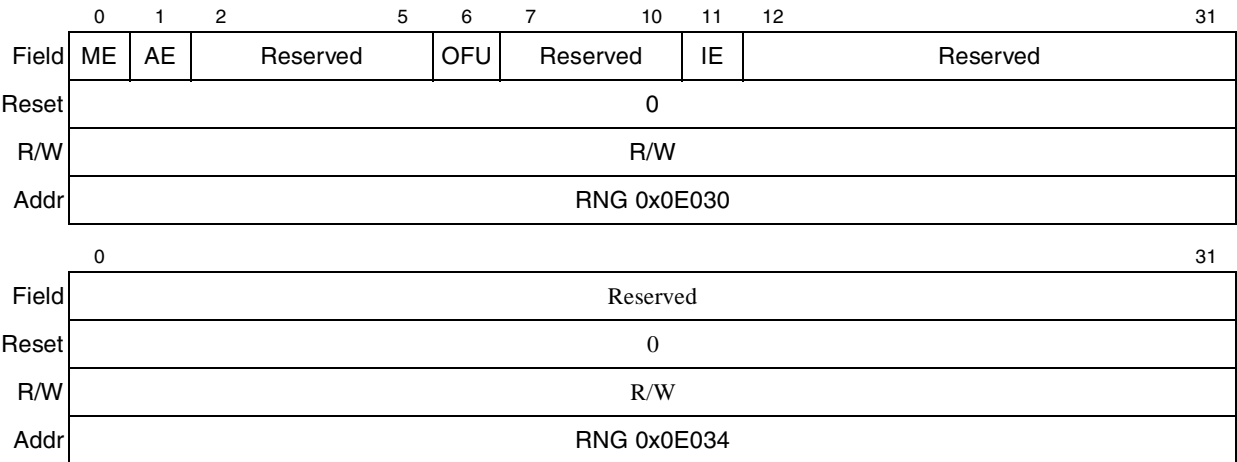 0 1 2 5 6 7 10 11 12 31
Field ME AE Reserved OFU Reserved IE Reserved
Reset 0
R/W R/W
Addr RNG 0x0E030
0 31
Field Reserved
Reset 0
R/W R/W
Addr RNG 0x0E034